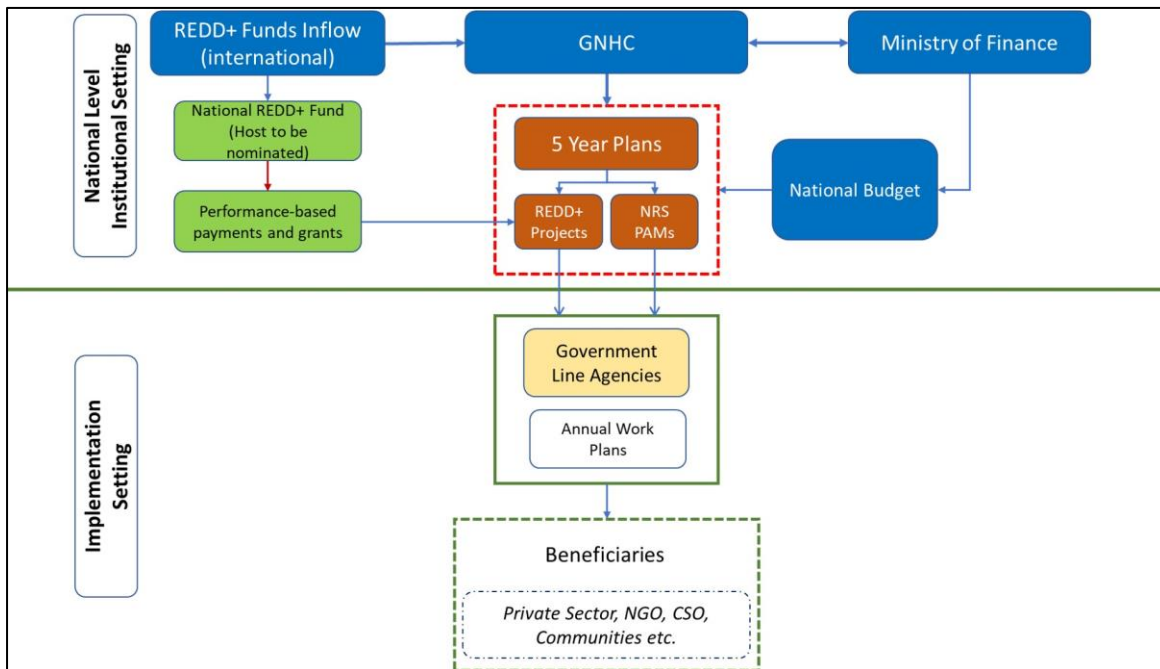 National Level
Institutional Setting
REDD+ Funds Inflow
(international)
GNHC
Ministry of Finance
National REDD+ Fund
(Host to be
nominated)
5 Year Plans
National Budget
Performance-based
payments and grants
REDD+
Projects
NRS
PAMs
Implementation
Setting
Government
Line Agencies
Annual Work
Plans
Beneficiaries
Private Sector, NGO, CSO,
Communities etc.